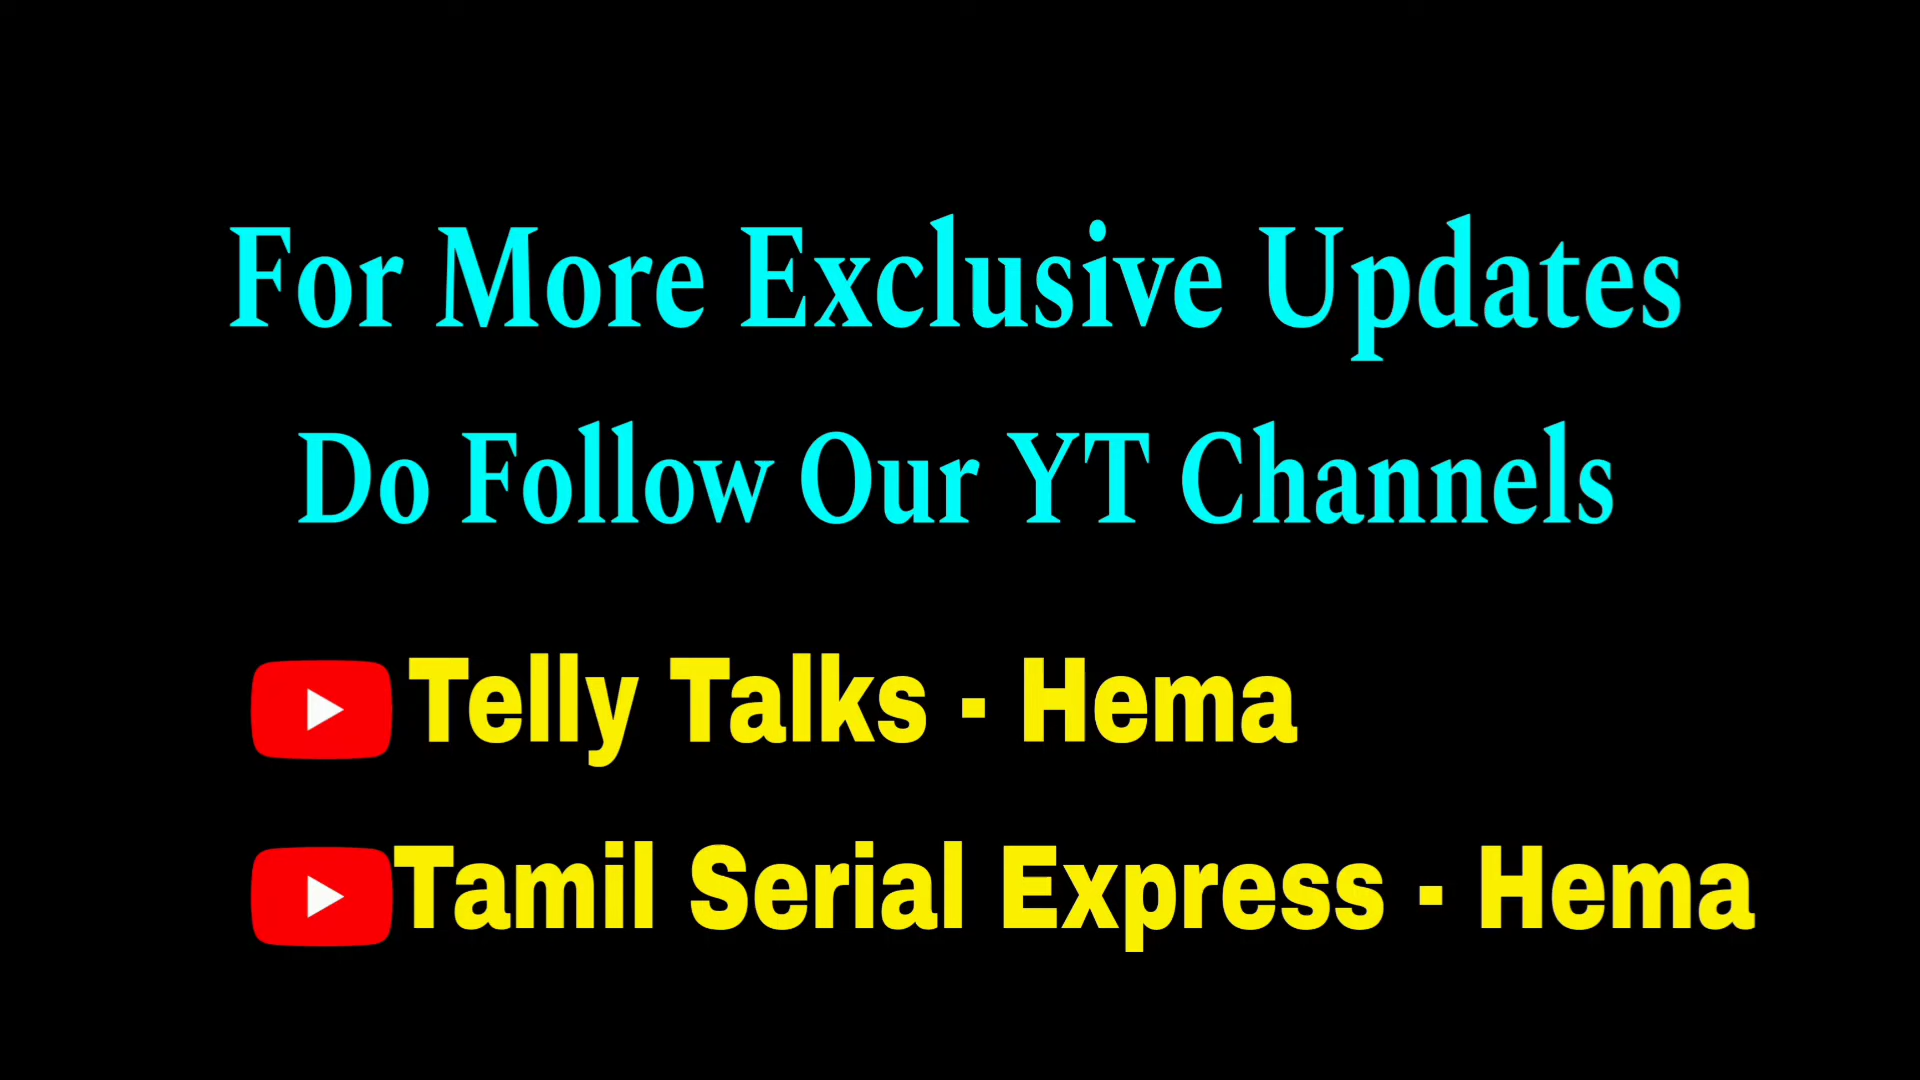 For More Exclusive Updates
Do Follow Our YT Channels
Telly Talks - Hema
Tamil Serial Express - Hema